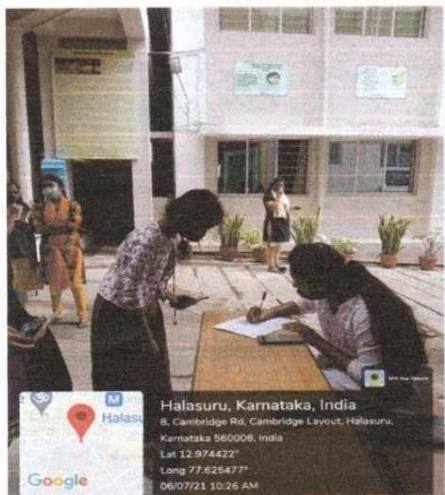 Halasuru, Karnataka, India
8, Cambridge Rd, Cambridge Layout, Halasuru,
Karnataka 560008, India
Lat 12.974422°
Long 77.625477°
06/07/21 10:26 AM
M
Halasu
Google